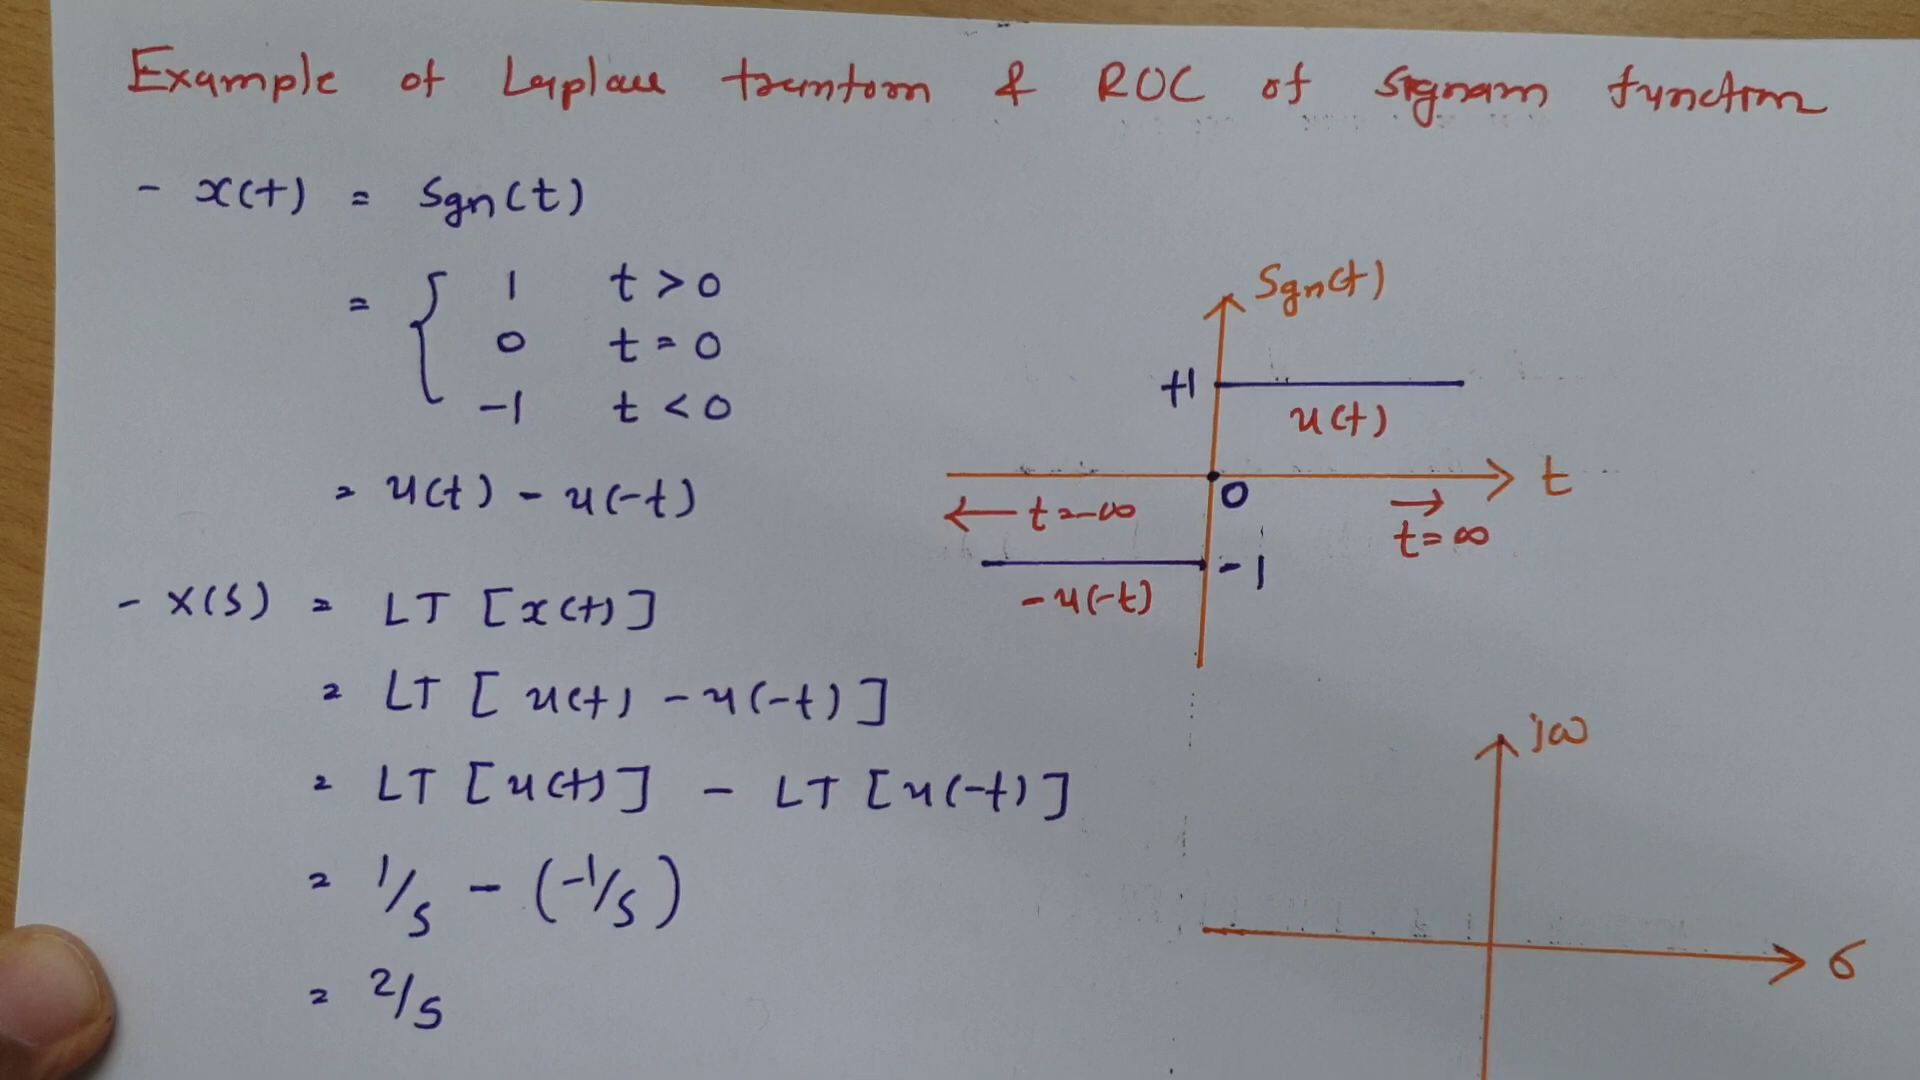 Example of Laplace transform & ROC of signam function
- x(t) = Sgn(t)
= { 1 t > 0
0 t = 0
-1 t < 0
= u(t) - u(-t)
- X(S) = LT [x(t)]
= LT [u(t) - u(-t)]
= LT [u(t)] - LT [u(-t)]
= 1/S - (-1/S)
= 2/S
Sgn(t)
+1
u(t)
t
0
← t = -∞
→
t = ∞
-1
-u(-t)
jω
σ